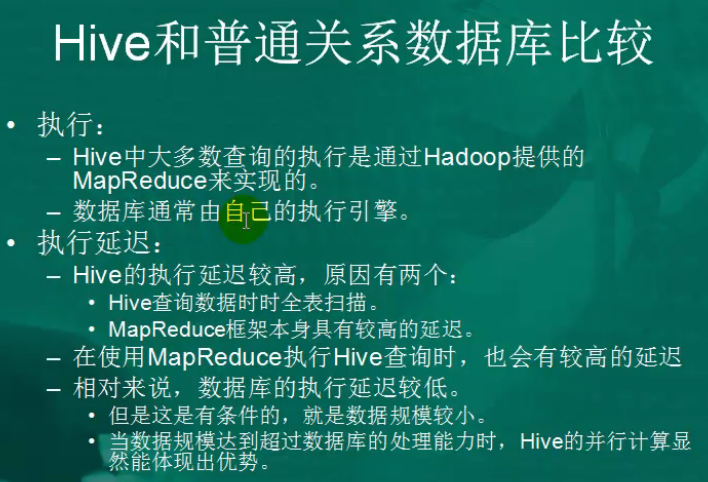 Hive和普通关系数据库比较
• 执行：
– Hive中大多数查询的执行是通过Hadoop提供的
MapReduce来实现的。
– 数据库通常由自己的执行引擎。
• 执行延迟：
– Hive的执行延迟较高，原因有两个：
• Hive查询数据时时全表扫描。
• MapReduce框架本身具有较高的延迟。
– 在使用MapReduce执行Hive查询时，也会有较高的延迟
– 相对来说，数据库的执行延迟较低。
• 但是这是有条件的，就是数据规模较小。
• 当数据规模达到超过数据库的处理能力时，Hive的并行计算显
然能体现出优势。